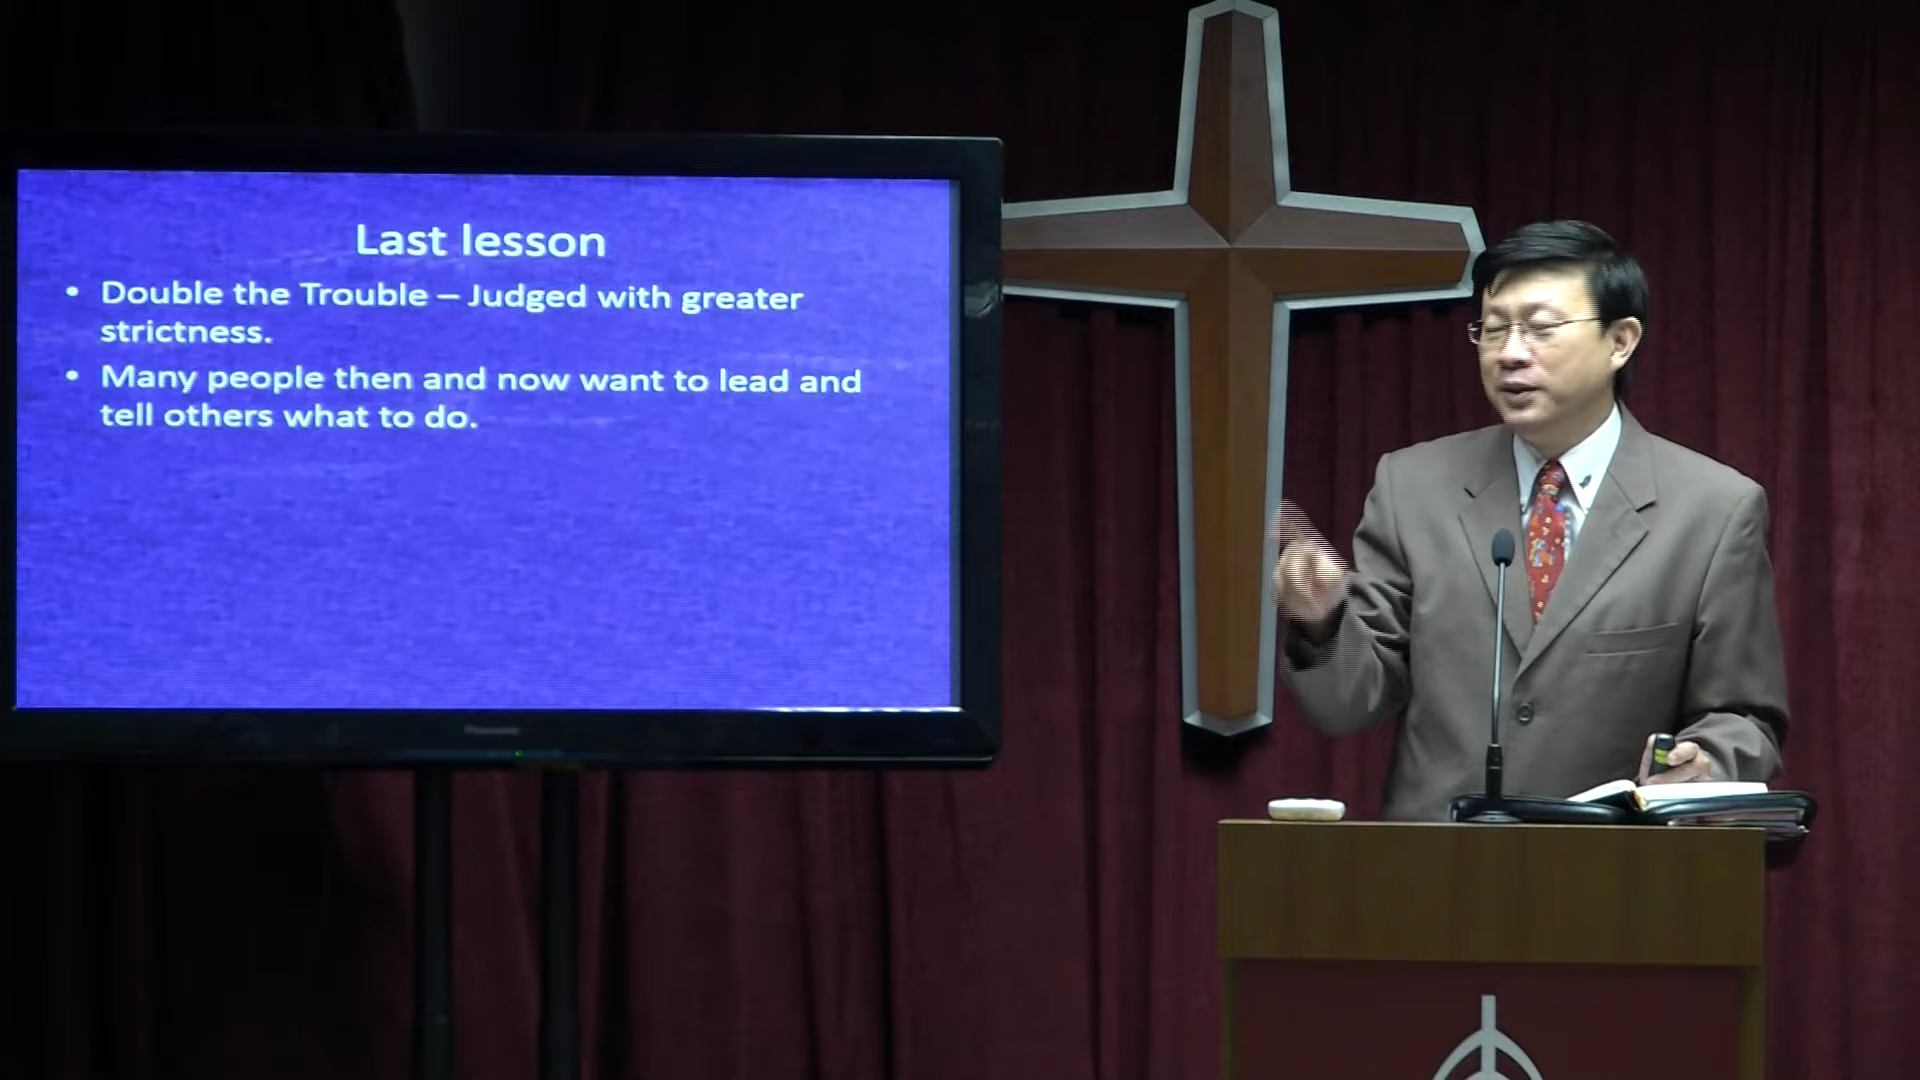 Last lesson
• Double the Trouble – Judged with greater
strictness.
• Many people then and now want to lead and
tell others what to do.
Panasonic